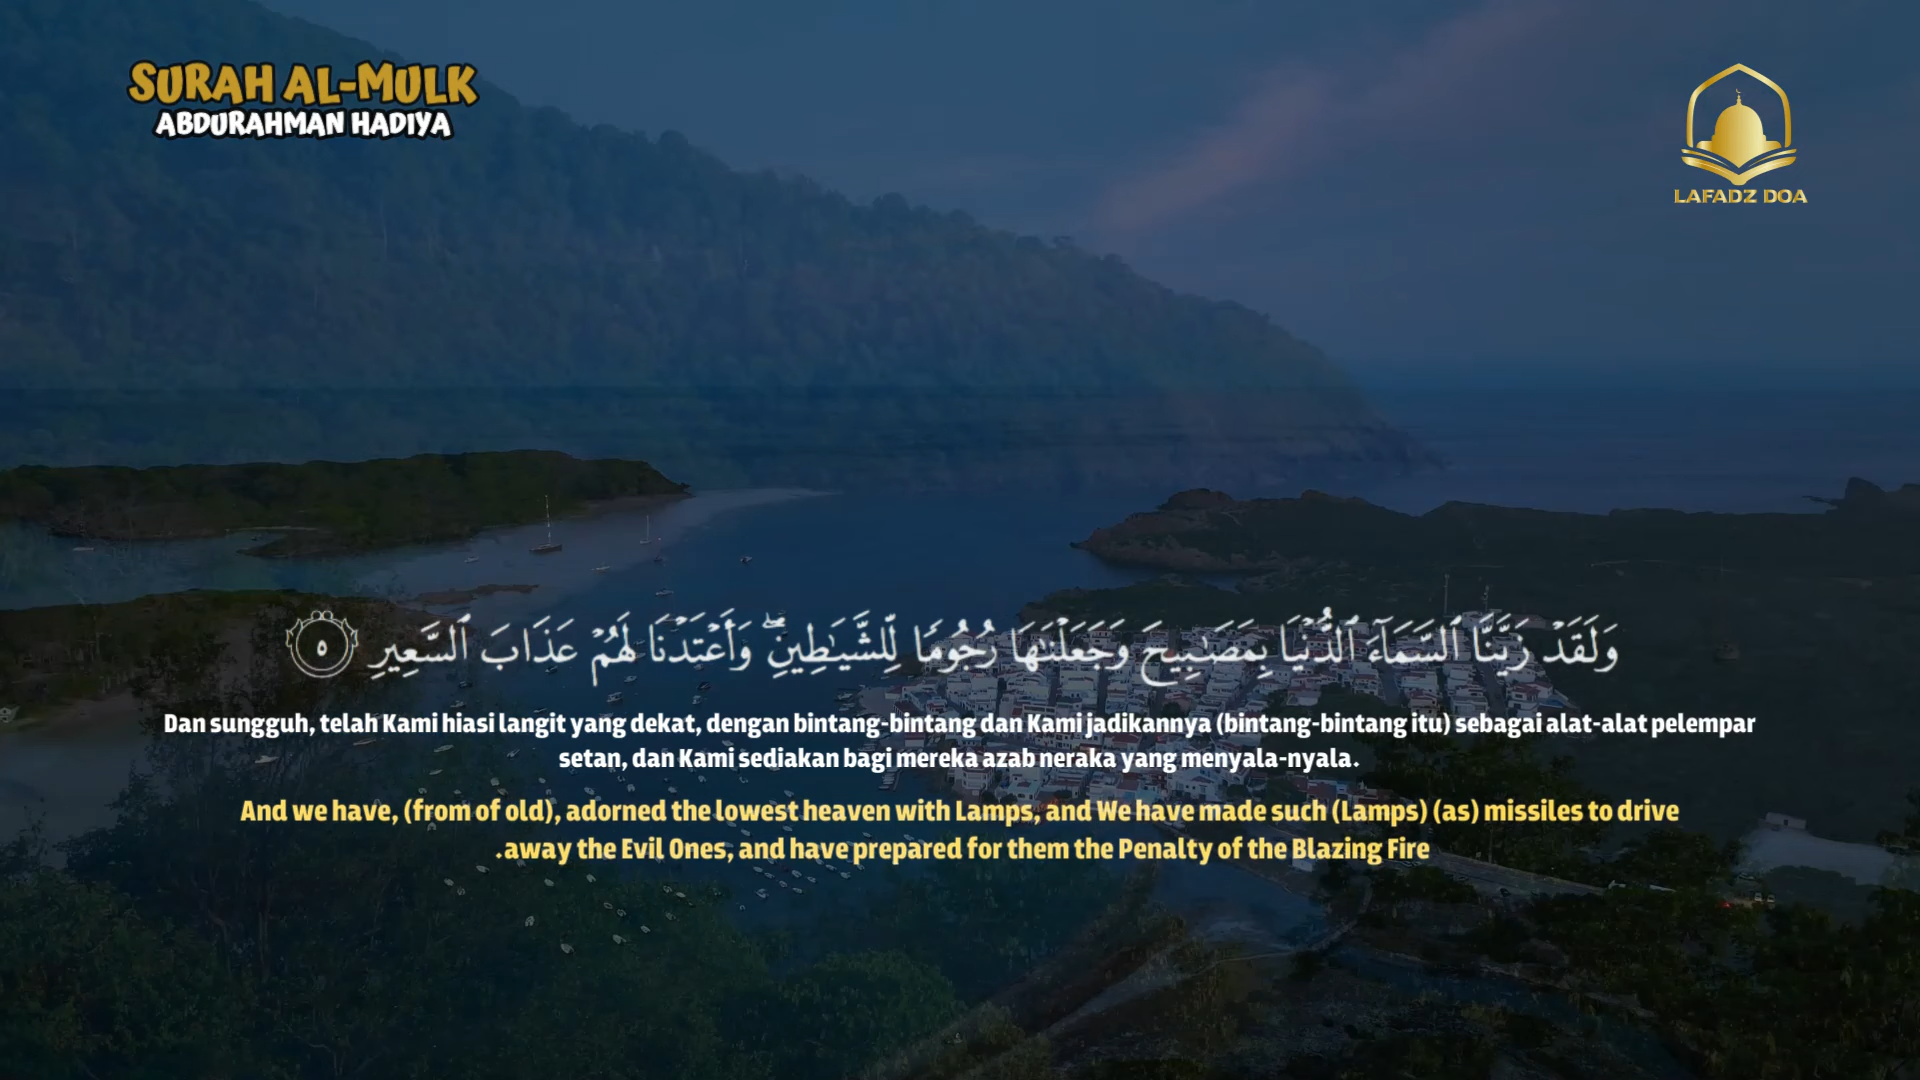 SURAH AL-MULK
ABDURAHMAN HADIYA
LAFADZ DOA
وَلَقَدْ زَيَّنَّا ٱلسَّمَآءَ ٱلدُّنْيَا بِمَصَـٰبِيحَ وَجَعَلْنَـٰهَا رُجُومًا لِّلشَّيَـٰطِينِ ۖ وَأَعْتَدْنَا لَهُمْ عَذَابَ ٱلسَّعِيرِ ٥
Dan sungguh, telah Kami hiasi langit yang dekat, dengan bintang-bintang dan Kami jadikannya (bintang-bintang itu) sebagai alat-alat pelempar
setan, dan Kami sediakan bagi mereka azab neraka yang menyala-nyala.
And we have, (from of old), adorned the lowest heaven with Lamps, and We have made such (Lamps) (as) missiles to drive
.away the Evil Ones, and have prepared for them the Penalty of the Blazing Fire